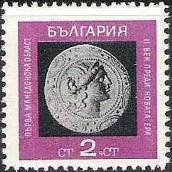 БЪЛГАРИЯ
ПЪРВА МАКЕДОНСКА ОБЛАСТ
II ВЕК ПРЕДИ НОВАТА ЕРА
СТ 2 СТ